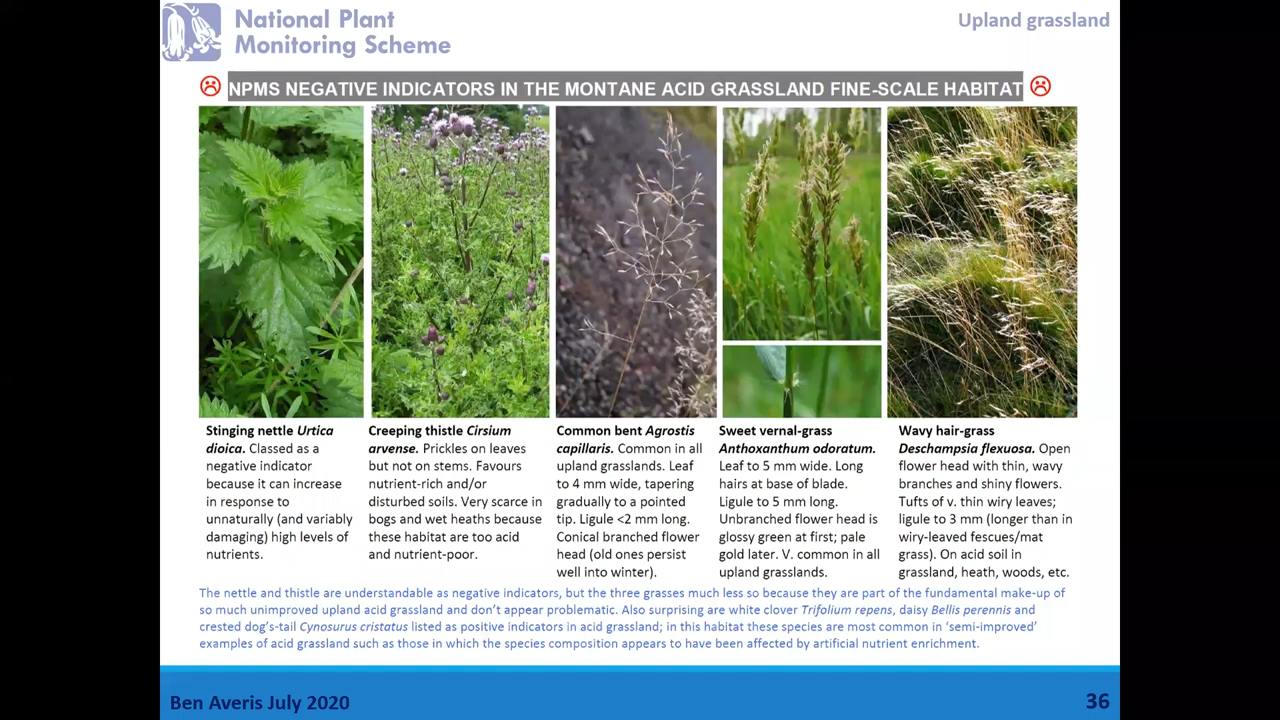 National Plant
Monitoring Scheme
Upland grassland
NPMS NEGATIVE INDICATORS IN THE MONTANE ACID GRASSLAND FINE-SCALE HABITAT
Stinging nettle Urtica
dioica. Classed as a
negative indicator
because it can increase
in response to
unnaturally (and variably
damaging) high levels of
nutrients.
Creeping thistle Cirsium
arvense. Prickles on leaves
but not on stems. Favours
nutrient-rich and/or
disturbed soils. Very scarce in
bogs and wet heaths because
these habitat are too acid
and nutrient-poor.
Common bent Agrostis
capillaris. Common in all
upland grasslands. Leaf
to 4 mm wide, tapering
gradually to a pointed
tip. Ligule <2 mm long.
Conical branched flower
head (old ones persist
well into winter).
Sweet vernal-grass
Anthoxanthum odoratum.
Leaf to 5 mm wide. Long
hairs at base of blade.
Ligule to 5 mm long.
Unbranched flower head is
glossy green at first; pale
gold later. V. common in all
upland grasslands.
Wavy hair-grass
Deschampsia flexuosa. Open
flower head with thin, wavy
branches and shiny flowers.
Tufts of v. thin wiry leaves;
ligule to 3 mm (longer than in
wiry-leaved fescues/mat
grass). On acid soil in
grassland, heath, woods, etc.
The nettle and thistle are understandable as negative indicators, but the three grasses much less so because they are part of the fundamental make-up of
so much unimproved upland acid grassland and don't appear problematic. Also surprising are white clover Trifolium repens, daisy Bellis perennis and
crested dog's-tail Cynosurus cristatus listed as positive indicators in acid grassland; in this habitat these species are most common in 'semi-improved'
examples of acid grassland such as those in which the species composition appears to have been affected by artificial nutrient enrichment.
Ben Averis July 2020
36